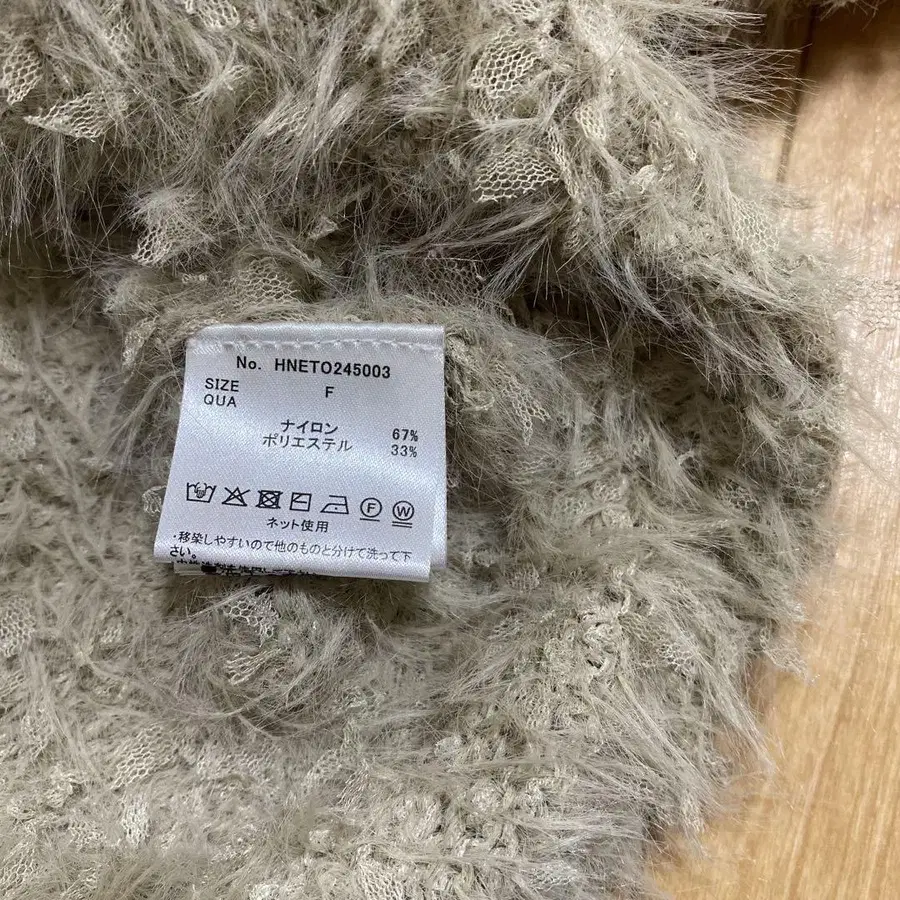 No. HNETO245003
SIZE F
QUA
ナイロン 67%
ポリエステル 33%
F W
ネット使用
・移染しやすいので他のものと分けて洗って下
さい。